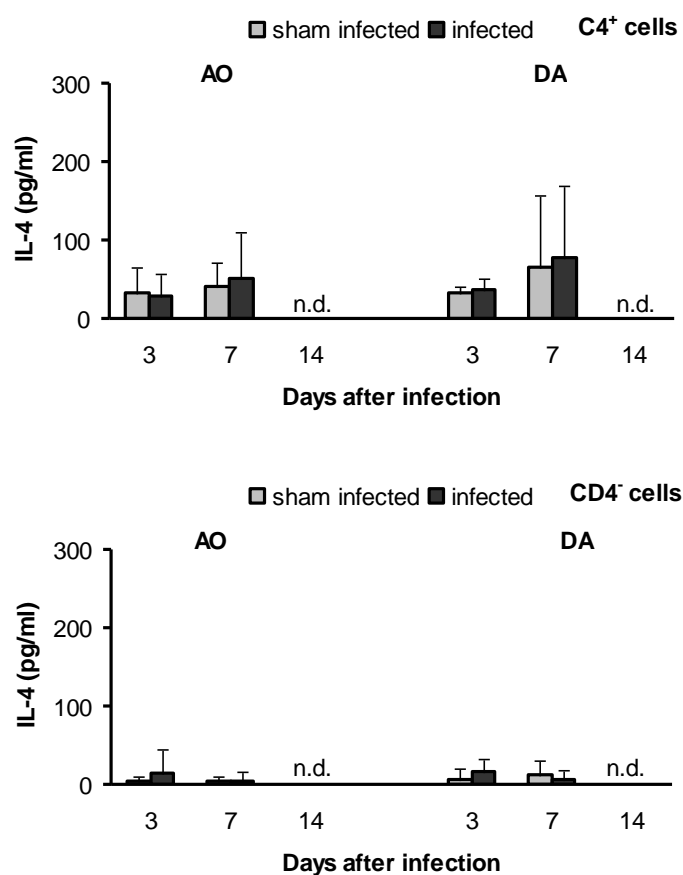 sham infected infected C4⁺ cells
AO DA
300
200
100
0
IL-4 (pg/ml)
n.d. n.d.
3 7 14 3 7 14
Days after infection
sham infected infected CD4⁻ cells
AO DA
300
200
100
0
IL-4 (pg/ml)
n.d. n.d.
3 7 14 3 7 14
Days after infection